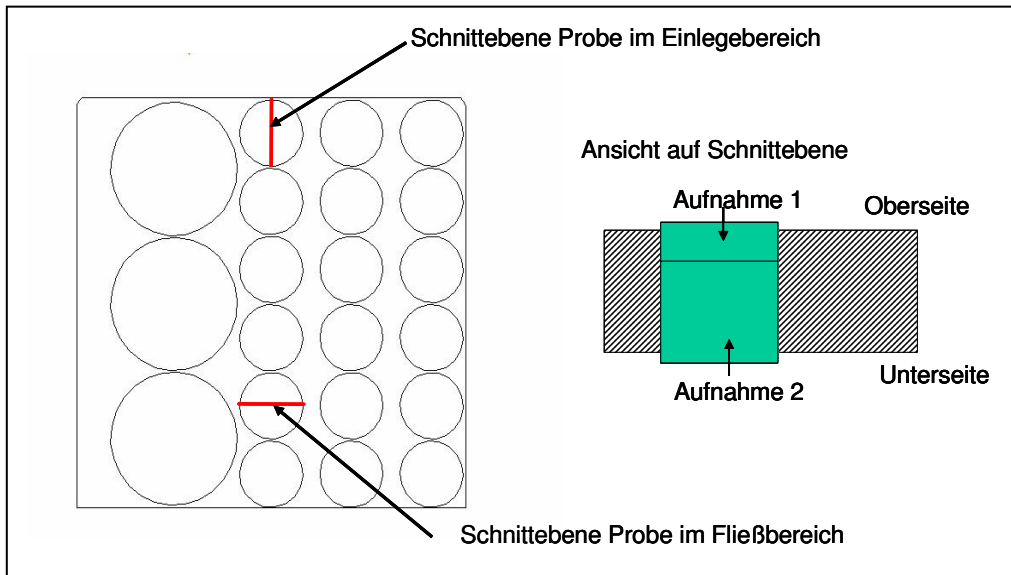 Schnittebene Probe im Einlegebereich
Ansicht auf Schnittebene
Aufnahme 1
Oberseite
Unterseite
Aufnahme 2
Schnittebene Probe im Fließbereich